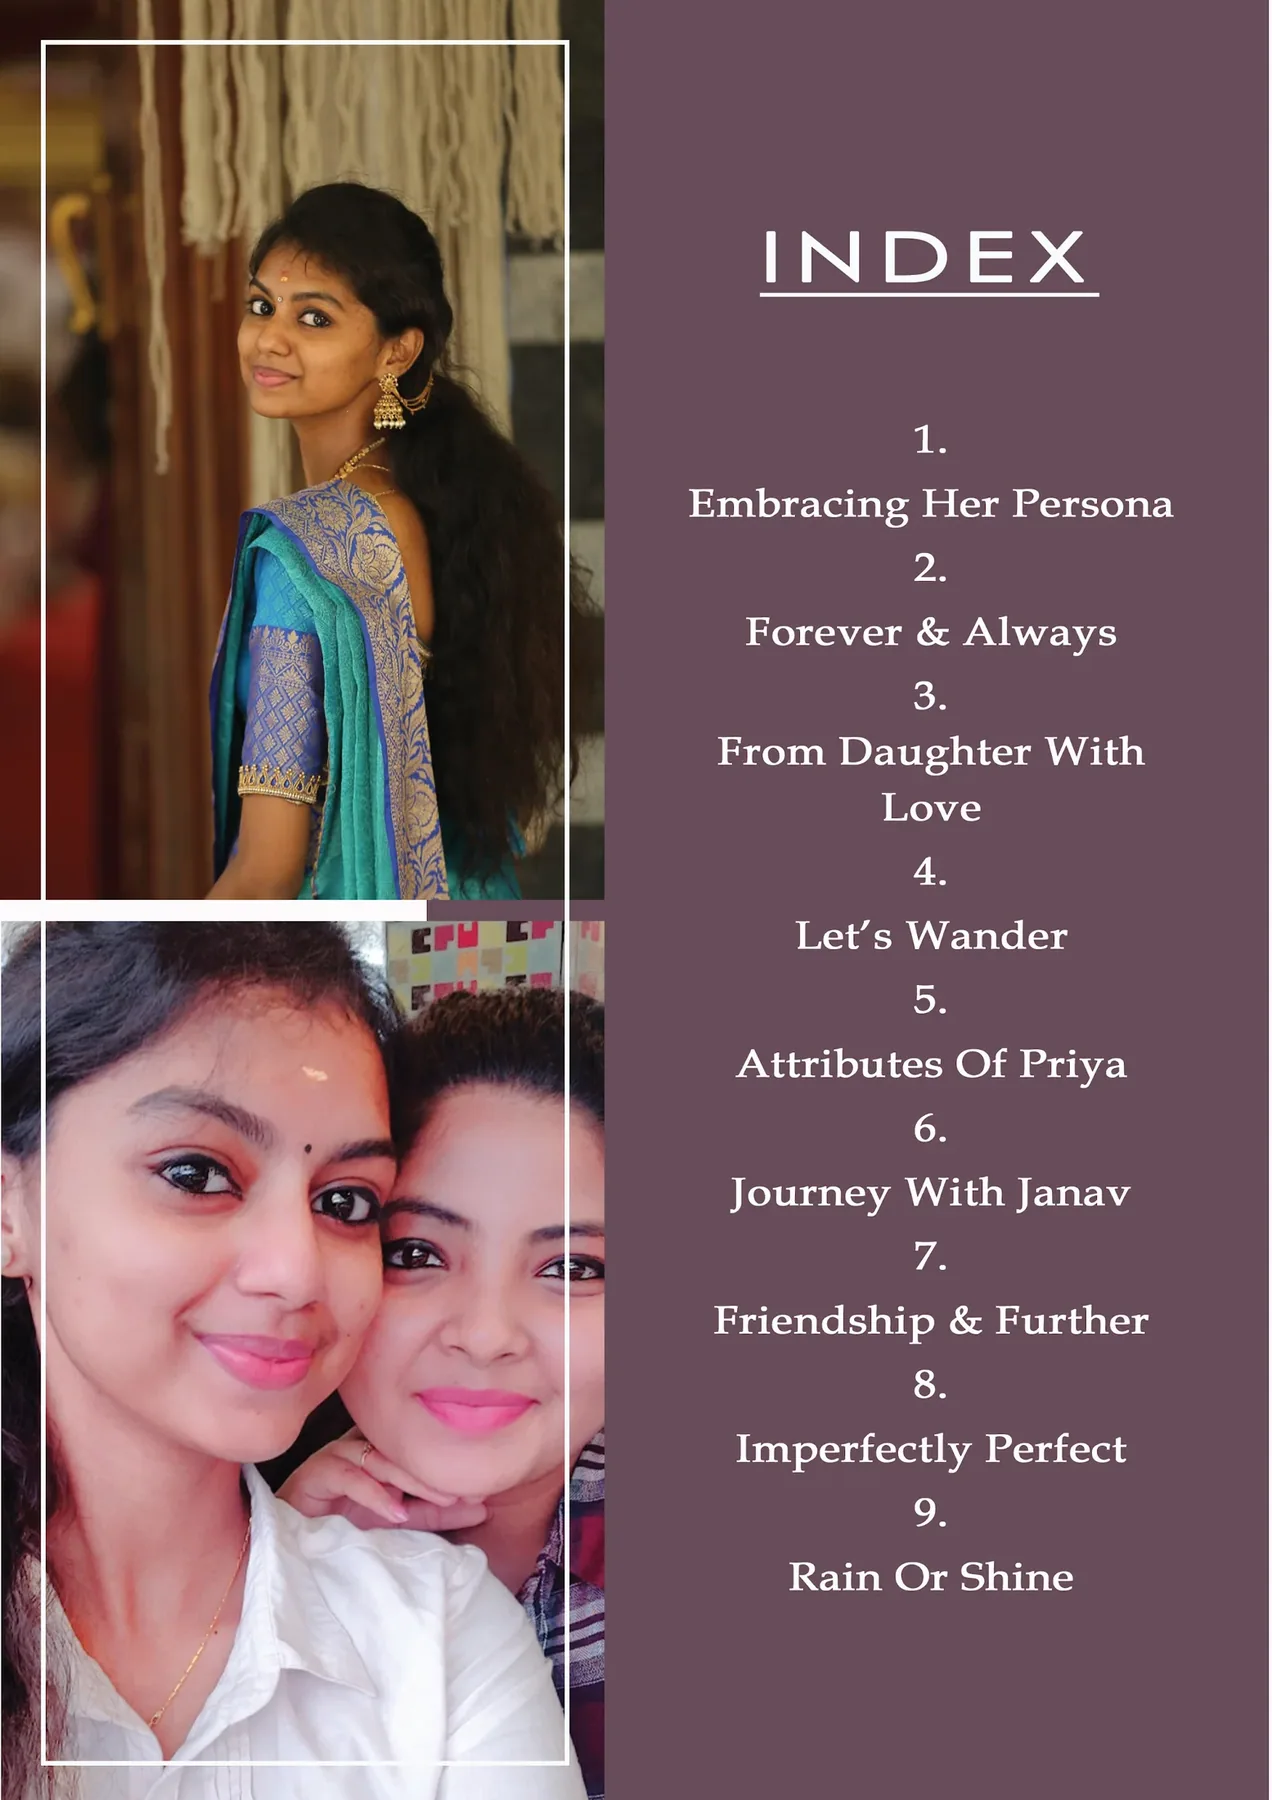 INDEX
1.
Embracing Her Persona
2.
Forever & Always
3.
From Daughter With
Love
4.
Let’s Wander
5.
Attributes Of Priya
6.
Journey With Janav
7.
Friendship & Further
8.
Imperfectly Perfect
9.
Rain Or Shine